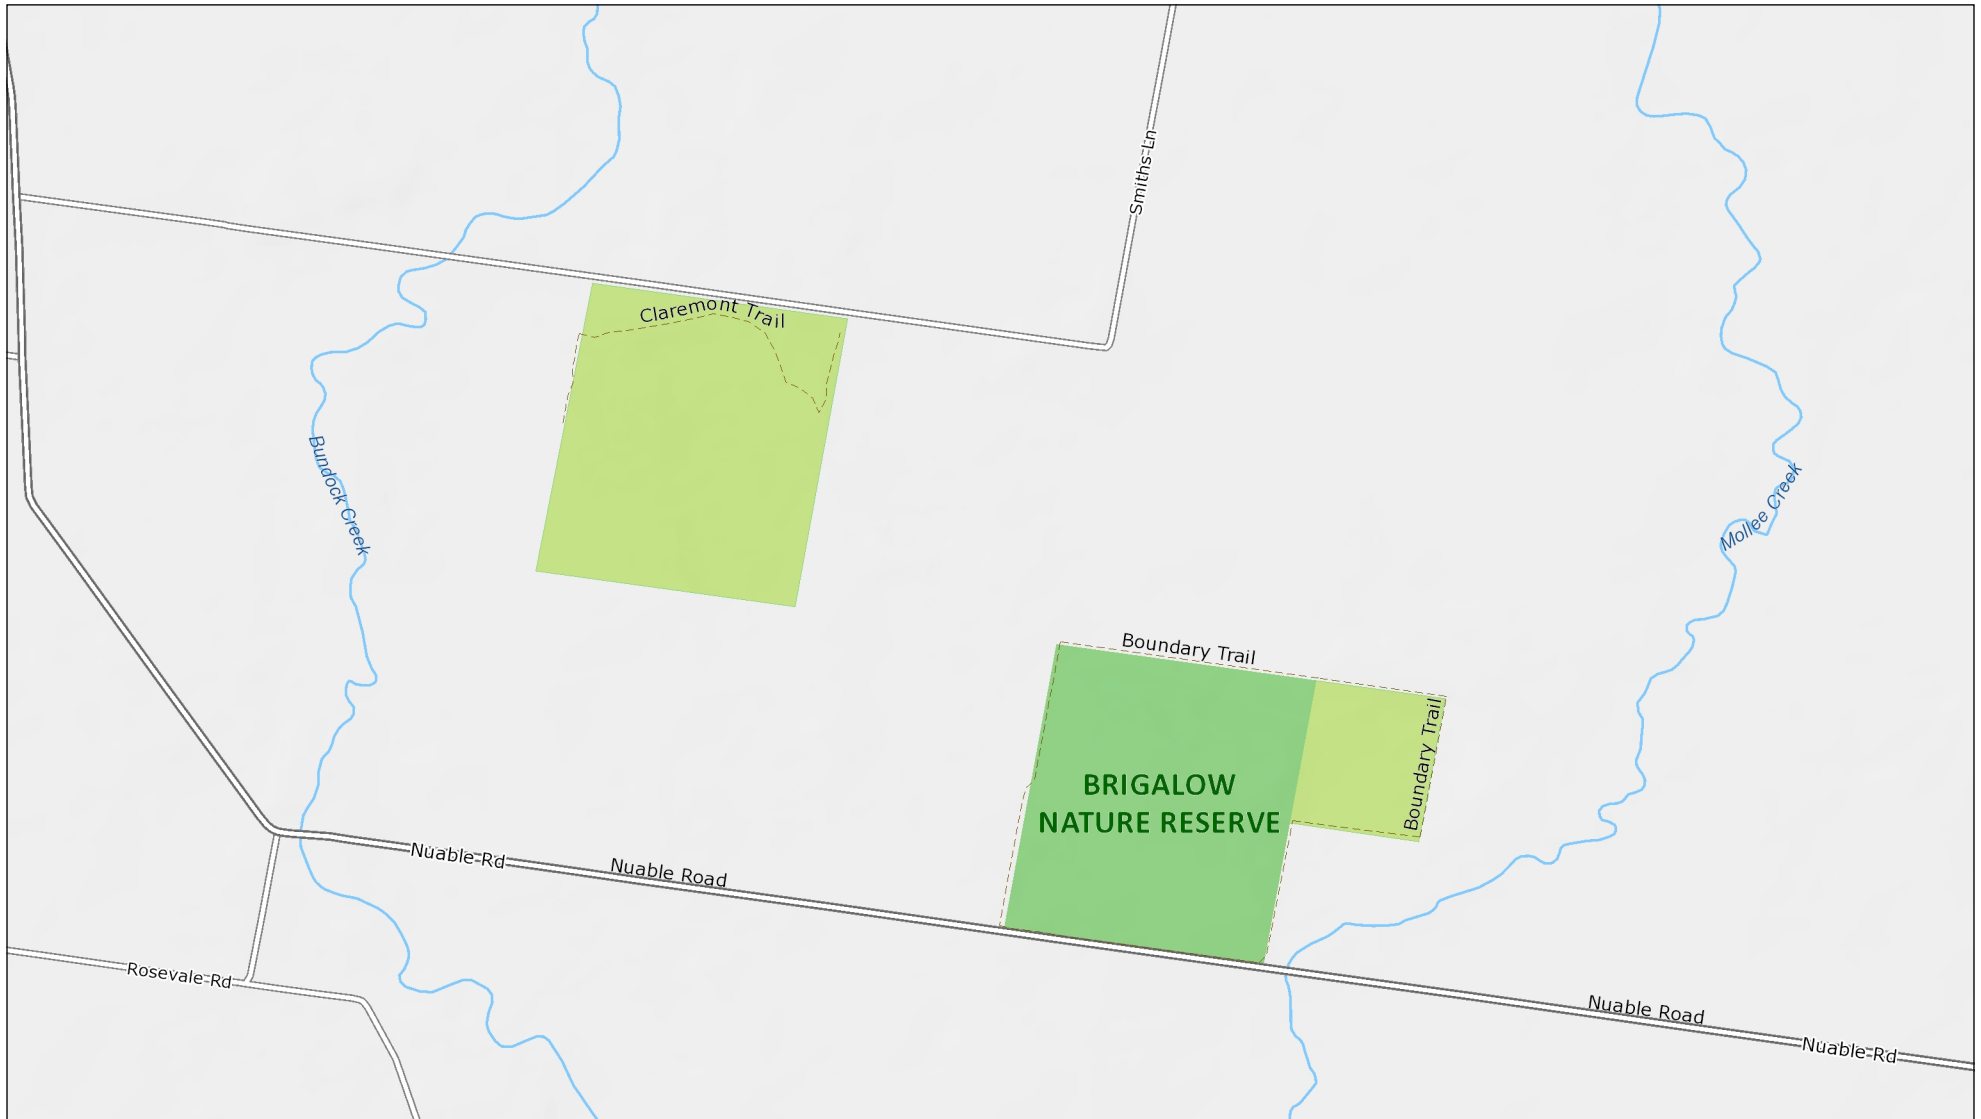 Smiths Ln
Claremont Trail
Bundock Creek
Mollee Creek
Boundary Trail
Boundary Trail
BRIGALOW
NATURE RESERVE
Nuable Rd
Nuable Road
Rosevale Rd
Nuable Road
Nuable Rd